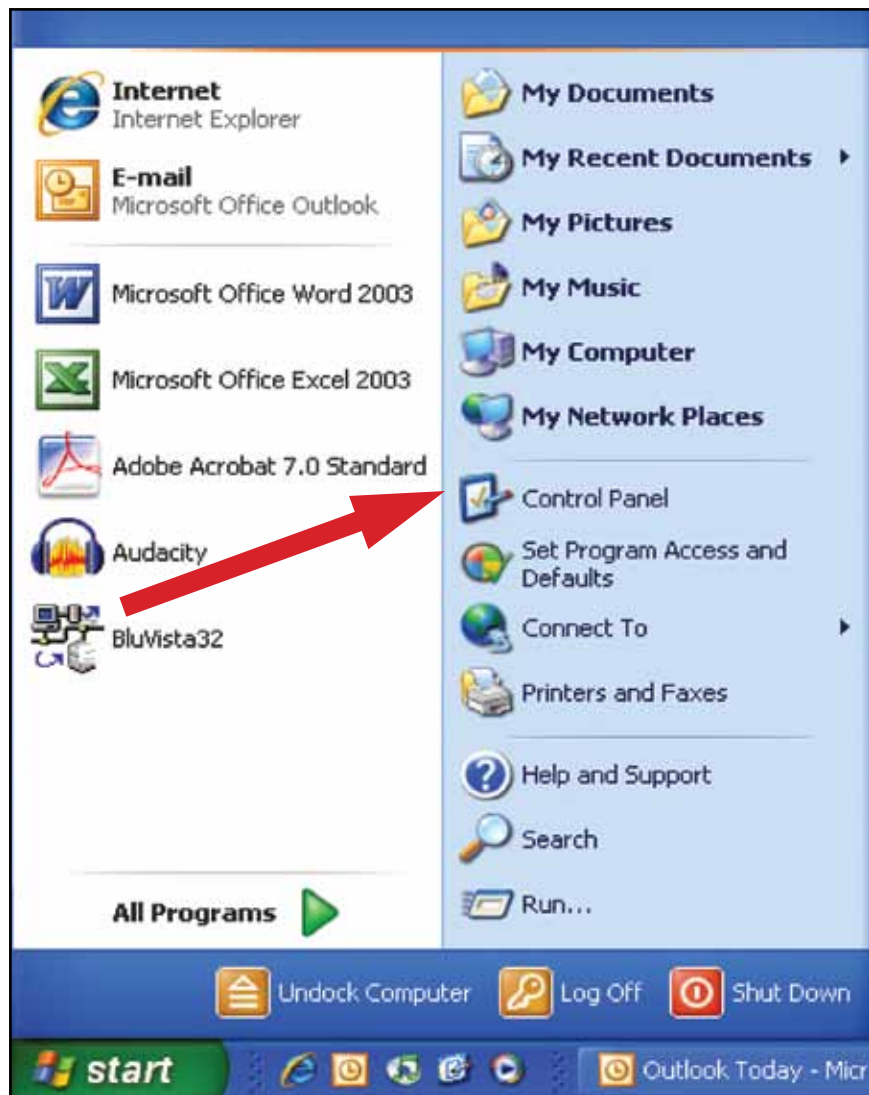 Internet
Internet Explorer
E-mail
Microsoft Office Outlook
Microsoft Office Word 2003
Microsoft Office Excel 2003
Adobe Acrobat 7.0 Standard
Audacity
BluVista32
All Programs
My Documents
My Recent Documents
My Pictures
My Music
My Computer
My Network Places
Control Panel
Set Program Access and
Defaults
Connect To
Printers and Faxes
Help and Support
Search
Run...
Undock Computer
Log Off
Shut Down
start
Outlook Today - Micr